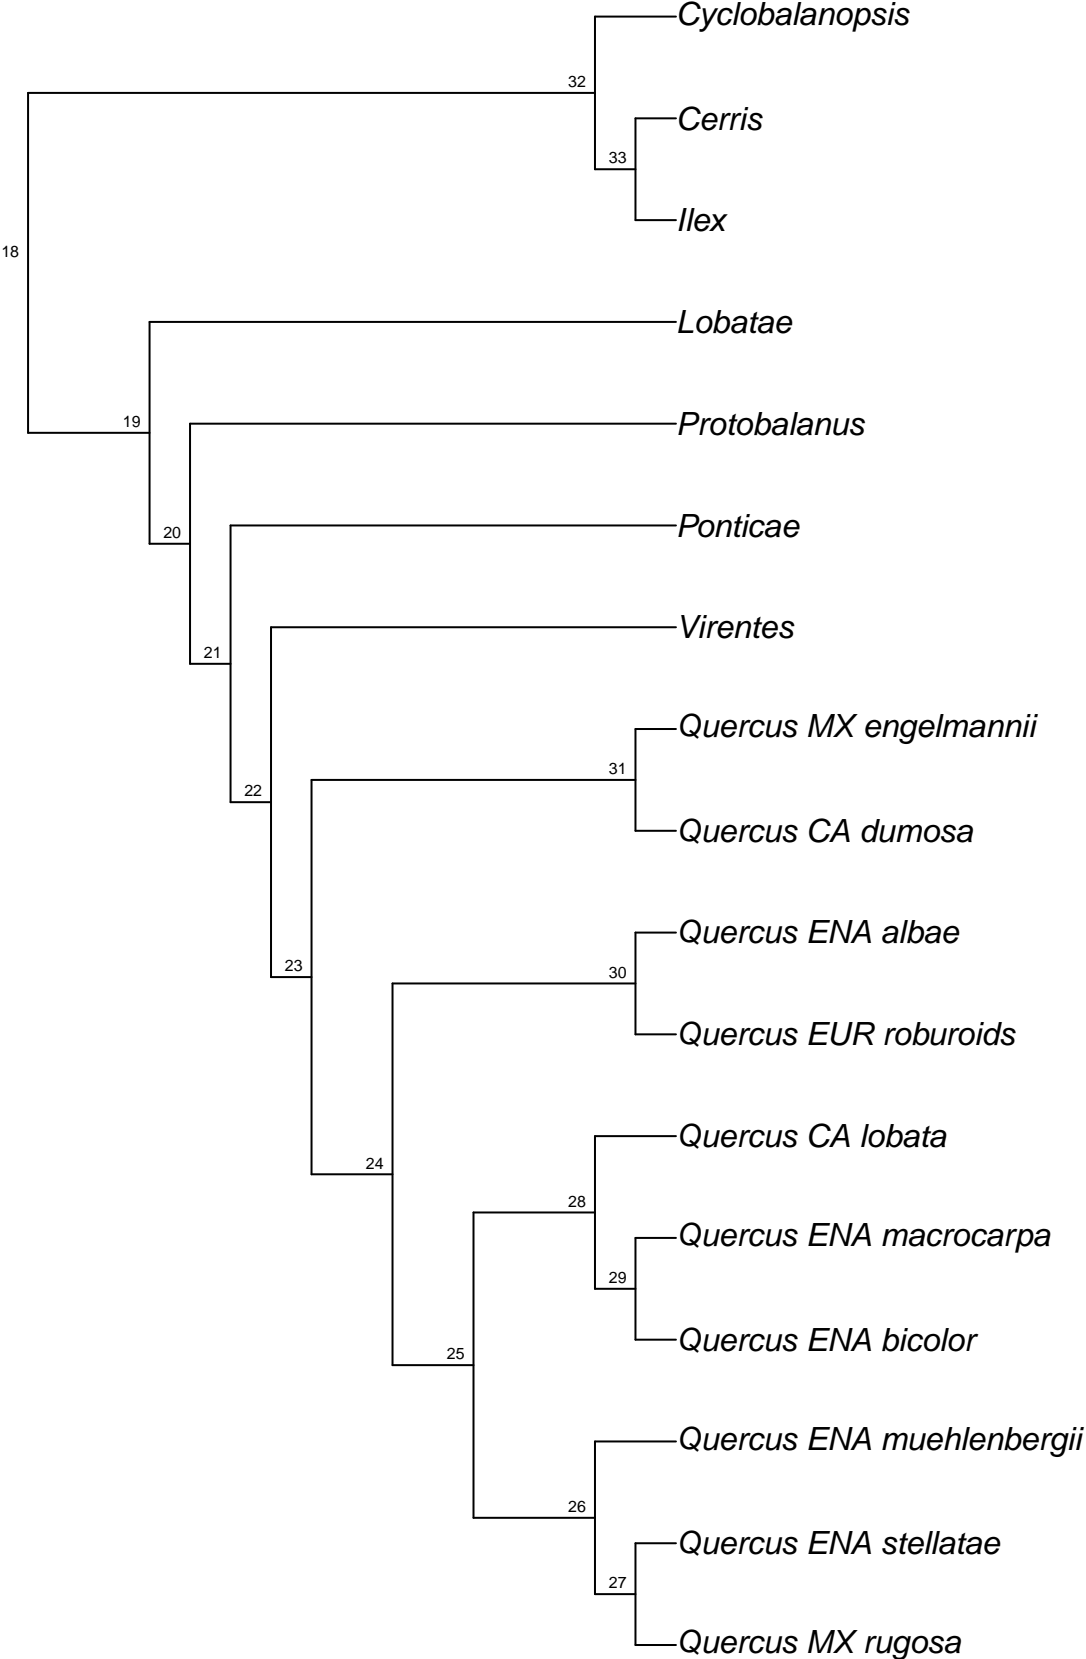 Cyclobalanopsis
32
Cerris
33
Ilex
18
Lobatae
19
Protobalanus
Ponticae
20
Virentes
21
Quercus MX engelmannii
31
22
Quercus CA dumosa
Quercus ENA albae
23
30
Quercus EUR roburoids
Quercus CA lobata
24
28
Quercus ENA macrocarpa
29
Quercus ENA bicolor
25
Quercus ENA muehlenbergii
26
Quercus ENA stellatae
27
Quercus MX rugosa